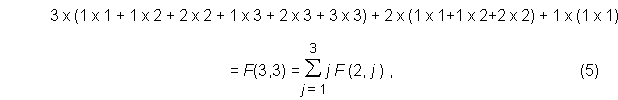 3 x (1 x 1 + 1 x 2 + 2 x 2 + 1 x 3 + 2 x 3 + 3 x 3) + 2 x (1 x 1+1 x 2+2 x 2) + 1 x (1 x 1)
3
= F(3,3) = ∑ j F (2, j ) , (5)
j = 1